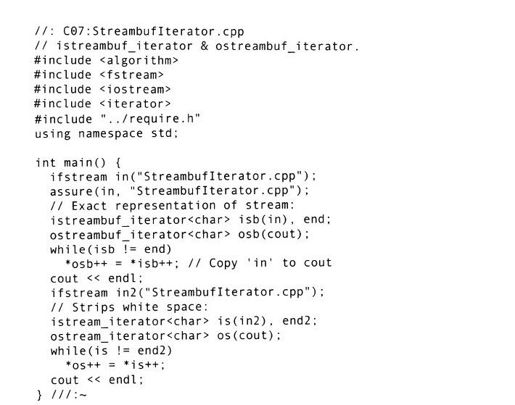 //: C07:StreambufIterator.cpp
// istreambuf_iterator & ostreambuf_iterator.
#include <algorithm>
#include <fstream>
#include <iostream>
#include <iterator>
#include "../require.h"
using namespace std;

int main() {
  ifstream in("StreambufIterator.cpp");
  assure(in, "StreambufIterator.cpp");
  // Exact representation of stream:
  istreambuf_iterator<char> isb(in), end;
  ostreambuf_iterator<char> osb(cout);
  while(isb != end)
    *osb++ = *isb++; // Copy 'in' to cout
  cout << endl;
  ifstream in2("StreambufIterator.cpp");
  // Strips white space:
  istream_iterator<char> is(in2), end2;
  ostream_iterator<char> os(cout);
  while(is != end2)
    *os++ = *is++;
  cout << endl;
} ///:~